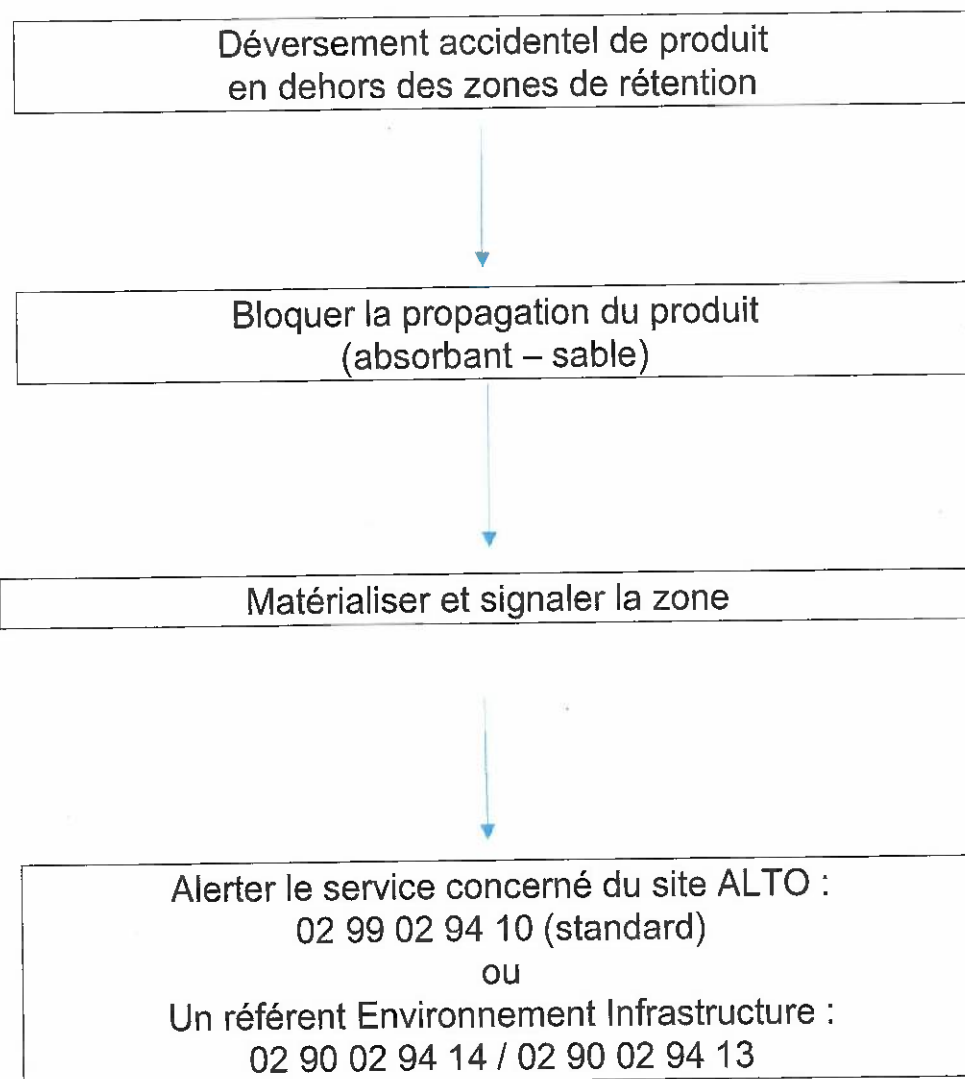 Déversement accidentel de produit
en dehors des zones de rétention
Bloquer la propagation du produit
(absorbant – sable)
Matérialiser et signaler la zone
Alerter le service concerné du site ALTO :
02 99 02 94 10 (standard)
ou
Un référent Environnement Infrastructure :
02 90 02 94 14 / 02 90 02 94 13